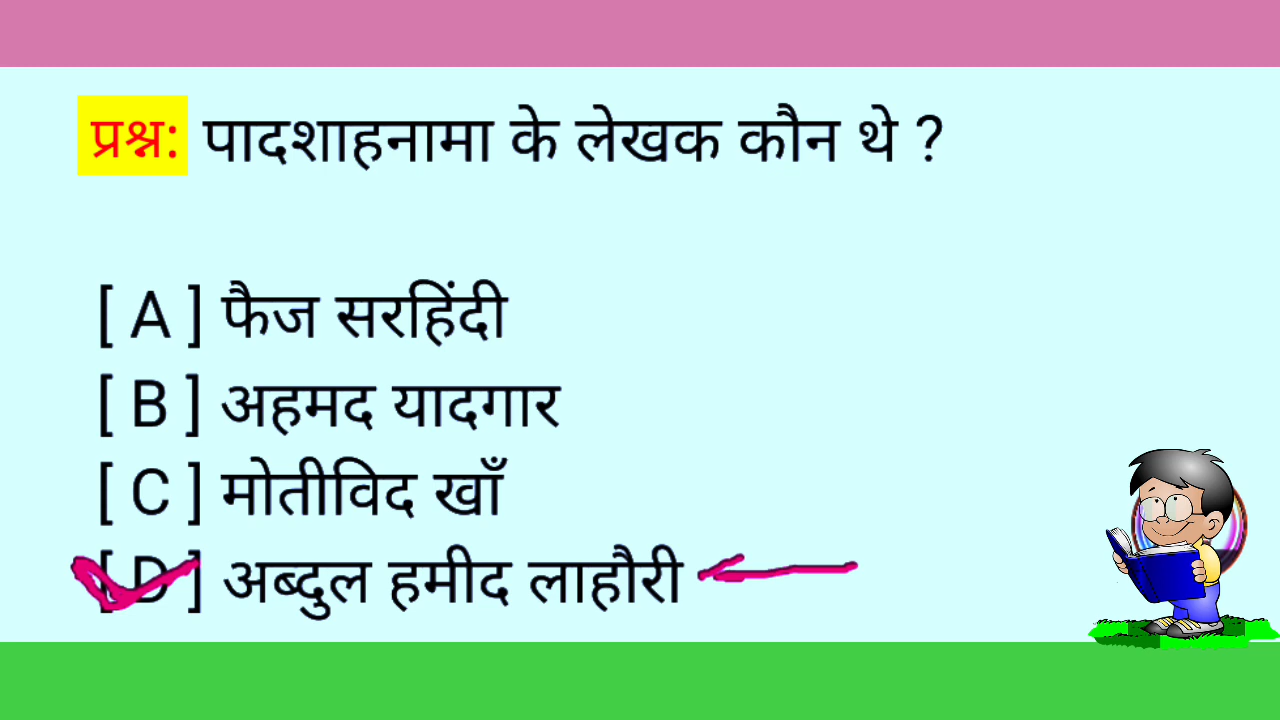 प्रश्न: पादशाहनामा के लेखक कौन थे ?
[ A ] फैज सरहिंदी
[ B ] अहमद यादगार
[ C ] मोतीविद खाँ
[ D ] अब्दुल हमीद लाहौरी